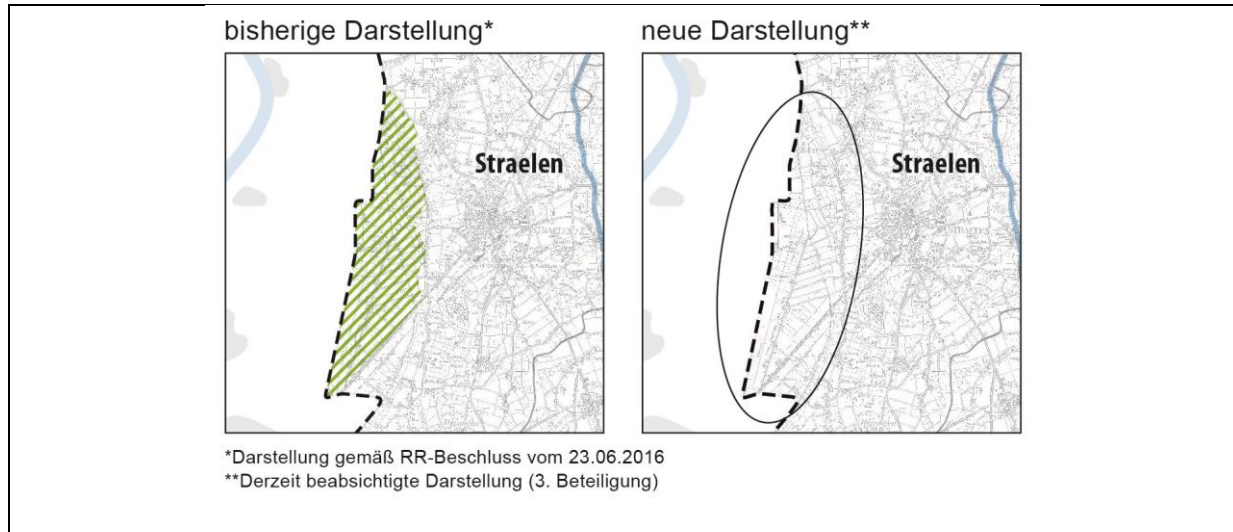 bisherige Darstellung*
neue Darstellung**
Straelen
Straelen
*Darstellung gemäß RR-Beschluss vom 23.06.2016
**Derzeit beabsichtigte Darstellung (3. Beteiligung)